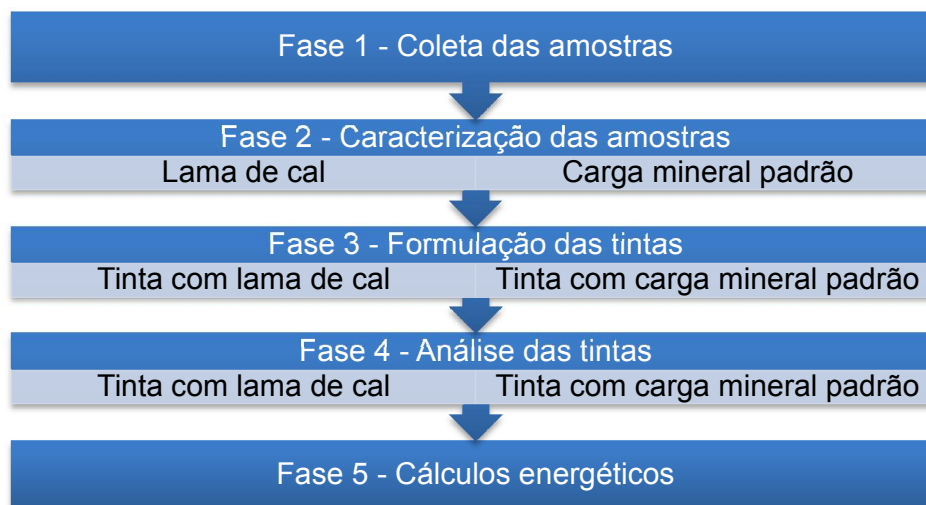 Fase 1 - Coleta das amostras
Fase 2 - Caracterização das amostras
Lama de cal Carga mineral padrão
Fase 3 - Formulação das tintas
Tinta com lama de cal Tinta com carga mineral padrão
Fase 4 - Análise das tintas
Tinta com lama de cal Tinta com carga mineral padrão
Fase 5 - Cálculos energéticos